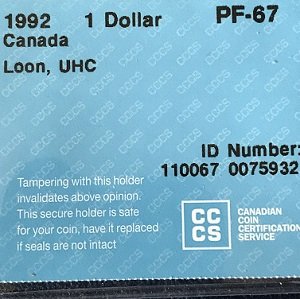 1992 1 Dollar PF-67
Canada
Loon, UHC
ID Number:
110067 0075932
Tampering with this holder
invalidates above opinion.
This secure holder is safe
for your coin, have it replaced
if seals are not intact
CC
CS
CANADIAN
COIN
CERTIFICATION
SERVICE